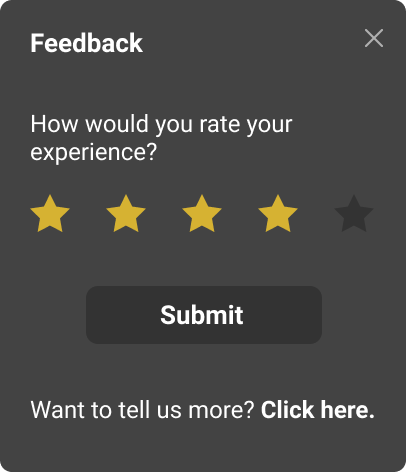 Feedback
How would you rate your
experience?
Submit
Want to tell us more? Click here.